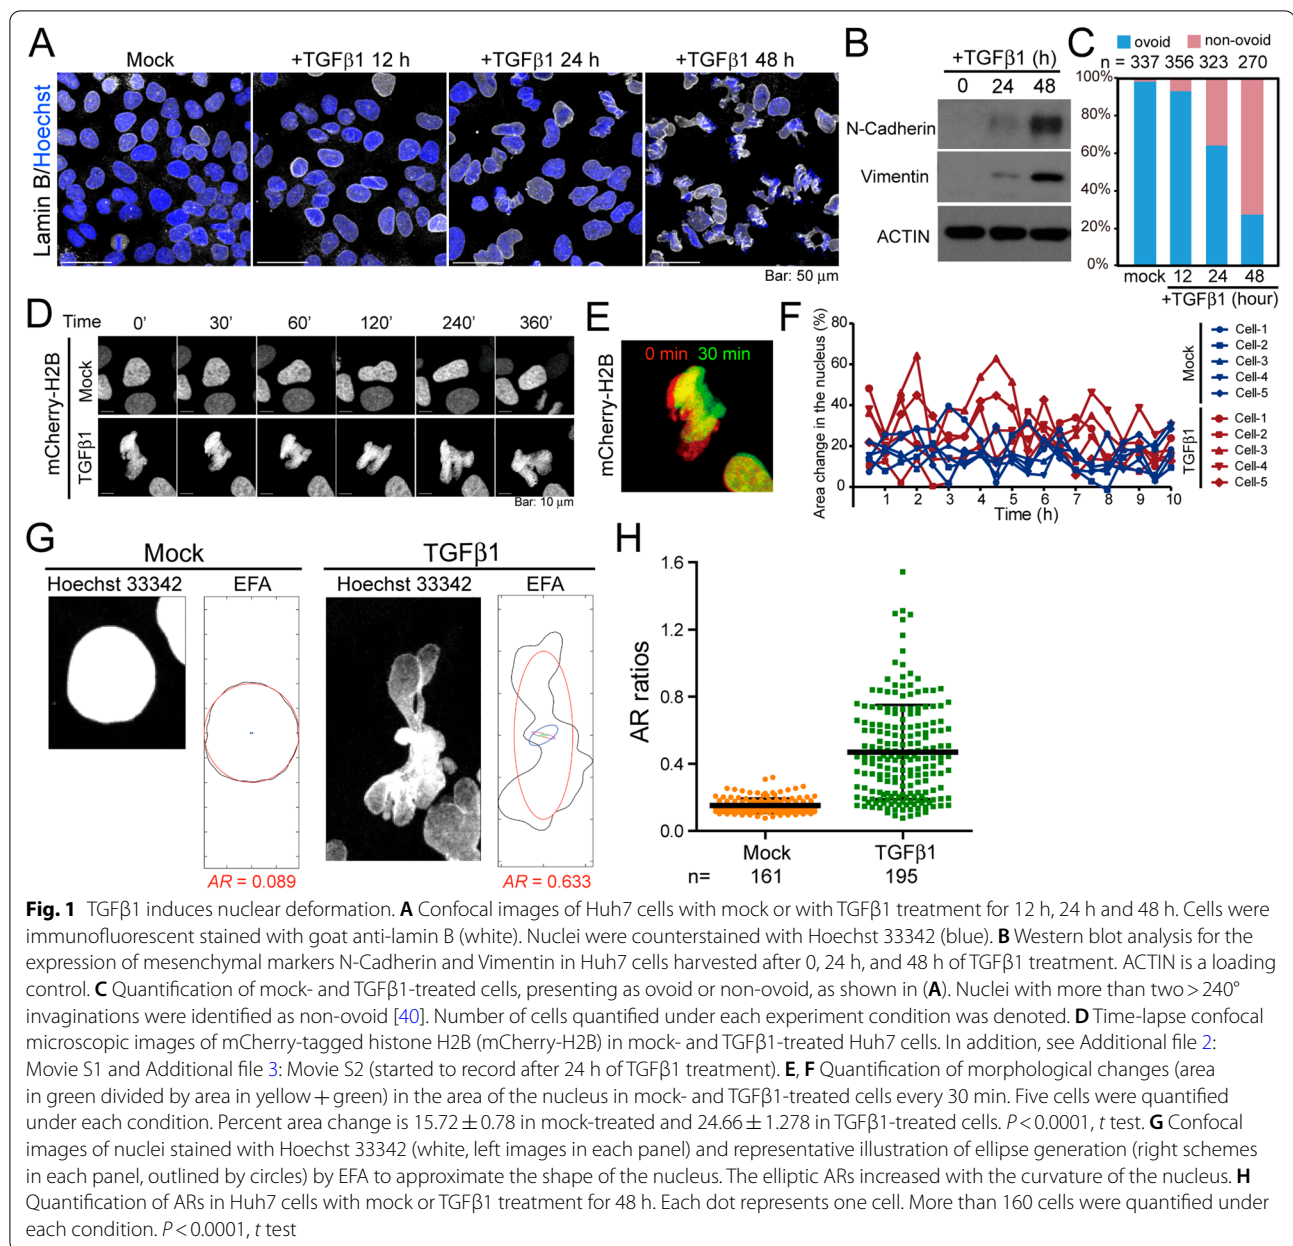 A
Mock
+TGFβ1 12 h
+TGFβ1 24 h
+TGFβ1 48 h
Lamin B/Hoechst
Bar: 50 μm
B
+TGFβ1 (h)
0 24 48
N-Cadherin
Vimentin
ACTIN
C
ovoid non-ovoid
n = 337 356 323 270
100%
80%
60%
40%
20%
0%
mock 12 24 48
+TGFβ1 (hour)
D
Time 0' 30' 60' 120' 240' 360'
mCherry-H2B
Mock
TGFβ1
Bar: 10 μm
E
0 min 30 min
mCherry-H2B
F
Area change in the nucleus (%)
80
60
40
20
0
1 2 3 4 5 6 7 8 9 10
Time (h)
Mock
Cell-1
Cell-2
Cell-3
Cell-4
Cell-5
TGFβ1
Cell-1
Cell-2
Cell-3
Cell-4
Cell-5
G
Mock
Hoechst 33342 EFA
AR = 0.089
TGFβ1
Hoechst 33342 EFA
AR = 0.633
H
AR ratios
1.6
1.2
0.8
0.4
0.0
Mock TGFβ1
n= 161 195
Fig. 1 TGFβ1 induces nuclear deformation. A Confocal images of Huh7 cells with mock or with TGFβ1 treatment for 12 h, 24 h and 48 h. Cells were
immunofluorescent stained with goat anti-lamin B (white). Nuclei were counterstained with Hoechst 33342 (blue). B Western blot analysis for the
expression of mesenchymal markers N-Cadherin and Vimentin in Huh7 cells harvested after 0, 24 h, and 48 h of TGFβ1 treatment. ACTIN is a loading
control. C Quantification of mock- and TGFβ1-treated cells, presenting as ovoid or non-ovoid, as shown in (A). Nuclei with more than two > 240°
invaginations were identified as non-ovoid [40]. Number of cells quantified under each experiment condition was denoted. D Time-lapse confocal
microscopic images of mCherry-tagged histone H2B (mCherry-H2B) in mock- and TGFβ1-treated Huh7 cells. In addition, see Additional file 2:
Movie S1 and Additional file 3: Movie S2 (started to record after 24 h of TGFβ1 treatment). E, F Quantification of morphological changes (area
in green divided by area in yellow + green) in the area of the nucleus in mock- and TGFβ1-treated cells every 30 min. Five cells were quantified
under each condition. Percent area change is 15.72 ± 0.78 in mock-treated and 24.66 ± 1.278 in TGFβ1-treated cells. P < 0.0001, t test. G Confocal
images of nuclei stained with Hoechst 33342 (white, left images in each panel) and representative illustration of ellipse generation (right schemes
in each panel, outlined by circles) by EFA to approximate the shape of the nucleus. The elliptic ARs increased with the curvature of the nucleus. H
Quantification of ARs in Huh7 cells with mock or TGFβ1 treatment for 48 h. Each dot represents one cell. More than 160 cells were quantified under
each condition. P < 0.0001, t test